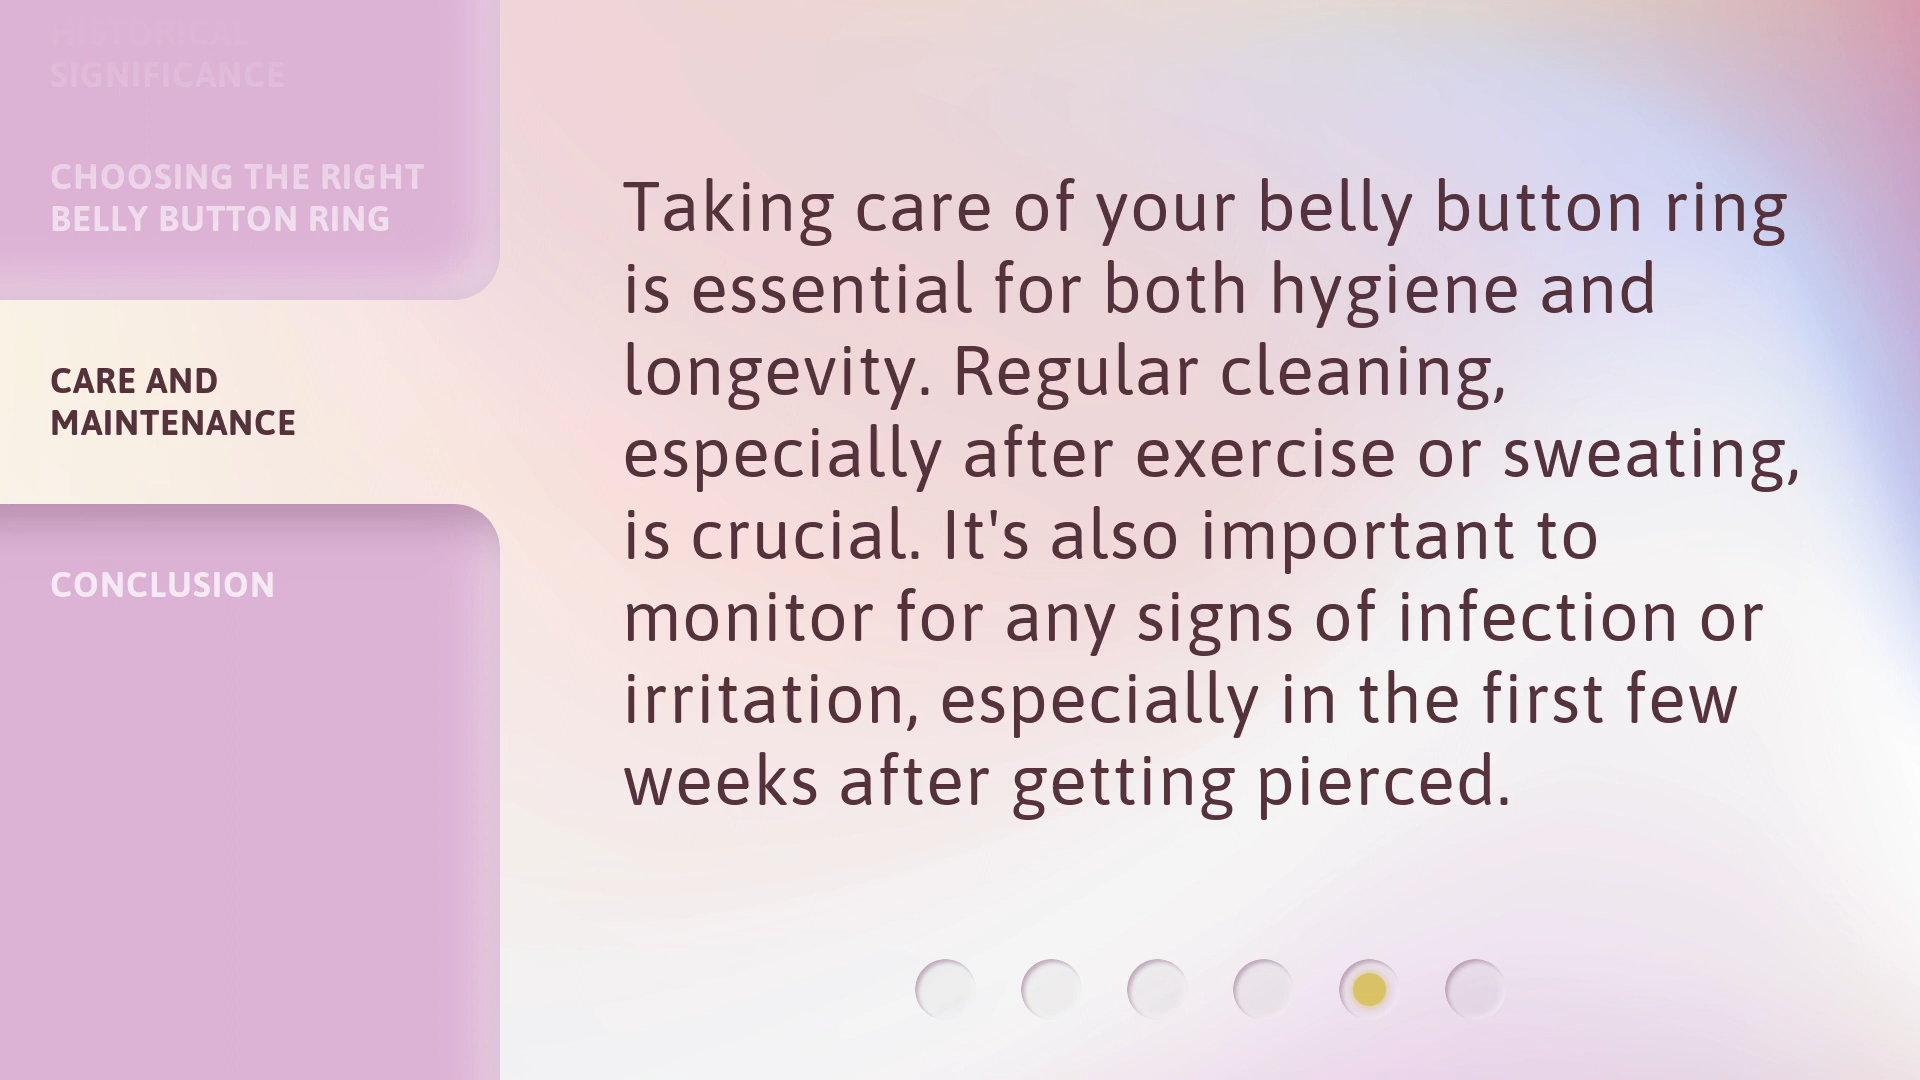 HISTORICAL
SIGNIFICANCE
CHOOSING THE RIGHT
BELLY BUTTON RING
CARE AND
MAINTENANCE
CONCLUSION
Taking care of your belly button ring
is essential for both hygiene and
longevity. Regular cleaning,
especially after exercise or sweating,
is crucial. It's also important to
monitor for any signs of infection or
irritation, especially in the first few
weeks after getting pierced.